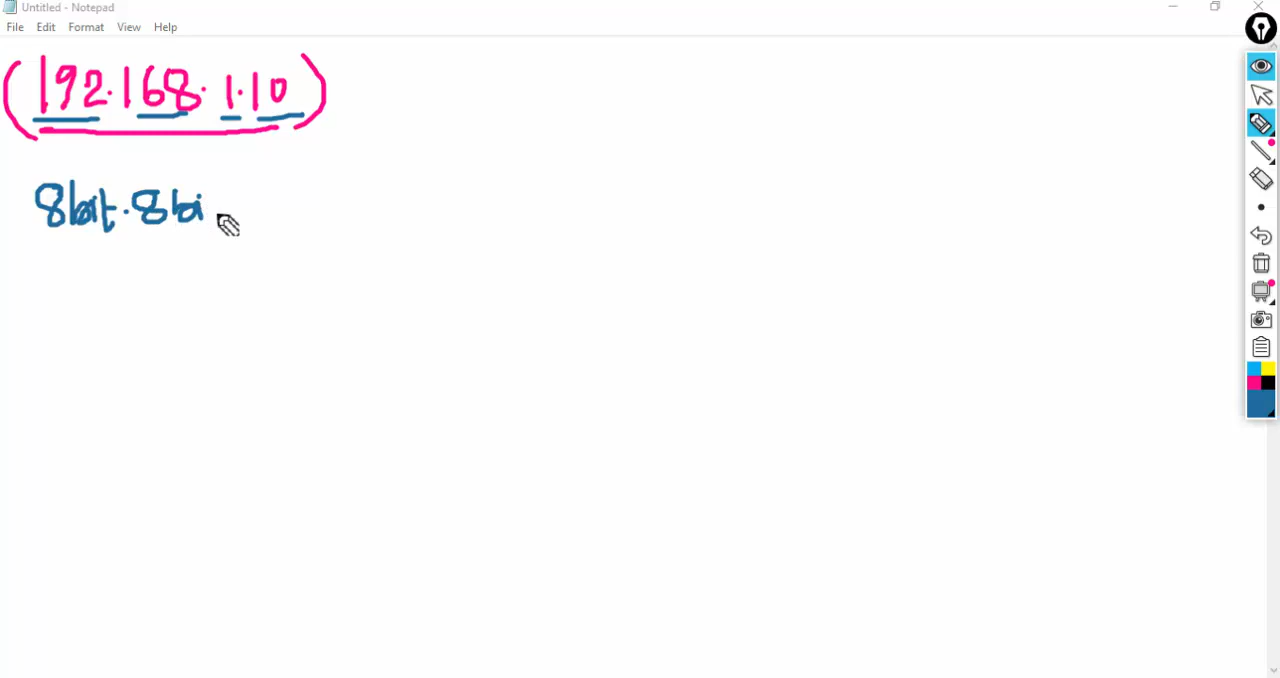 Untitled - Notepad
File Edit Format View Help
(192.168.1.10)
8bit.8bi